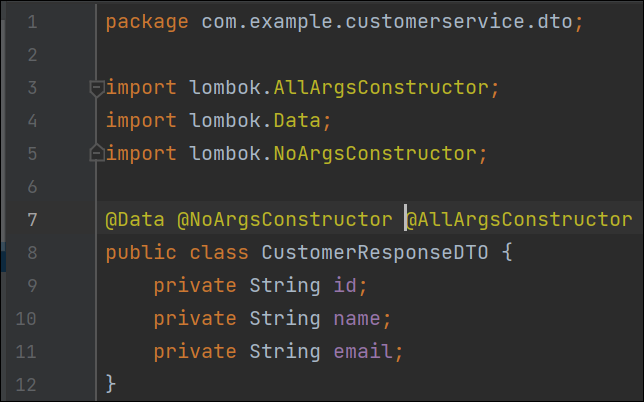 1 package com.example.customerservice.dto;
2
3 import lombok.AllArgsConstructor;
4 import lombok.Data;
5 import lombok.NoArgsConstructor;
6
7 @Data @NoArgsConstructor @AllArgsConstructor
8 public class CustomerResponseDTO {
9     private String id;
10     private String name;
11     private String email;
12 }